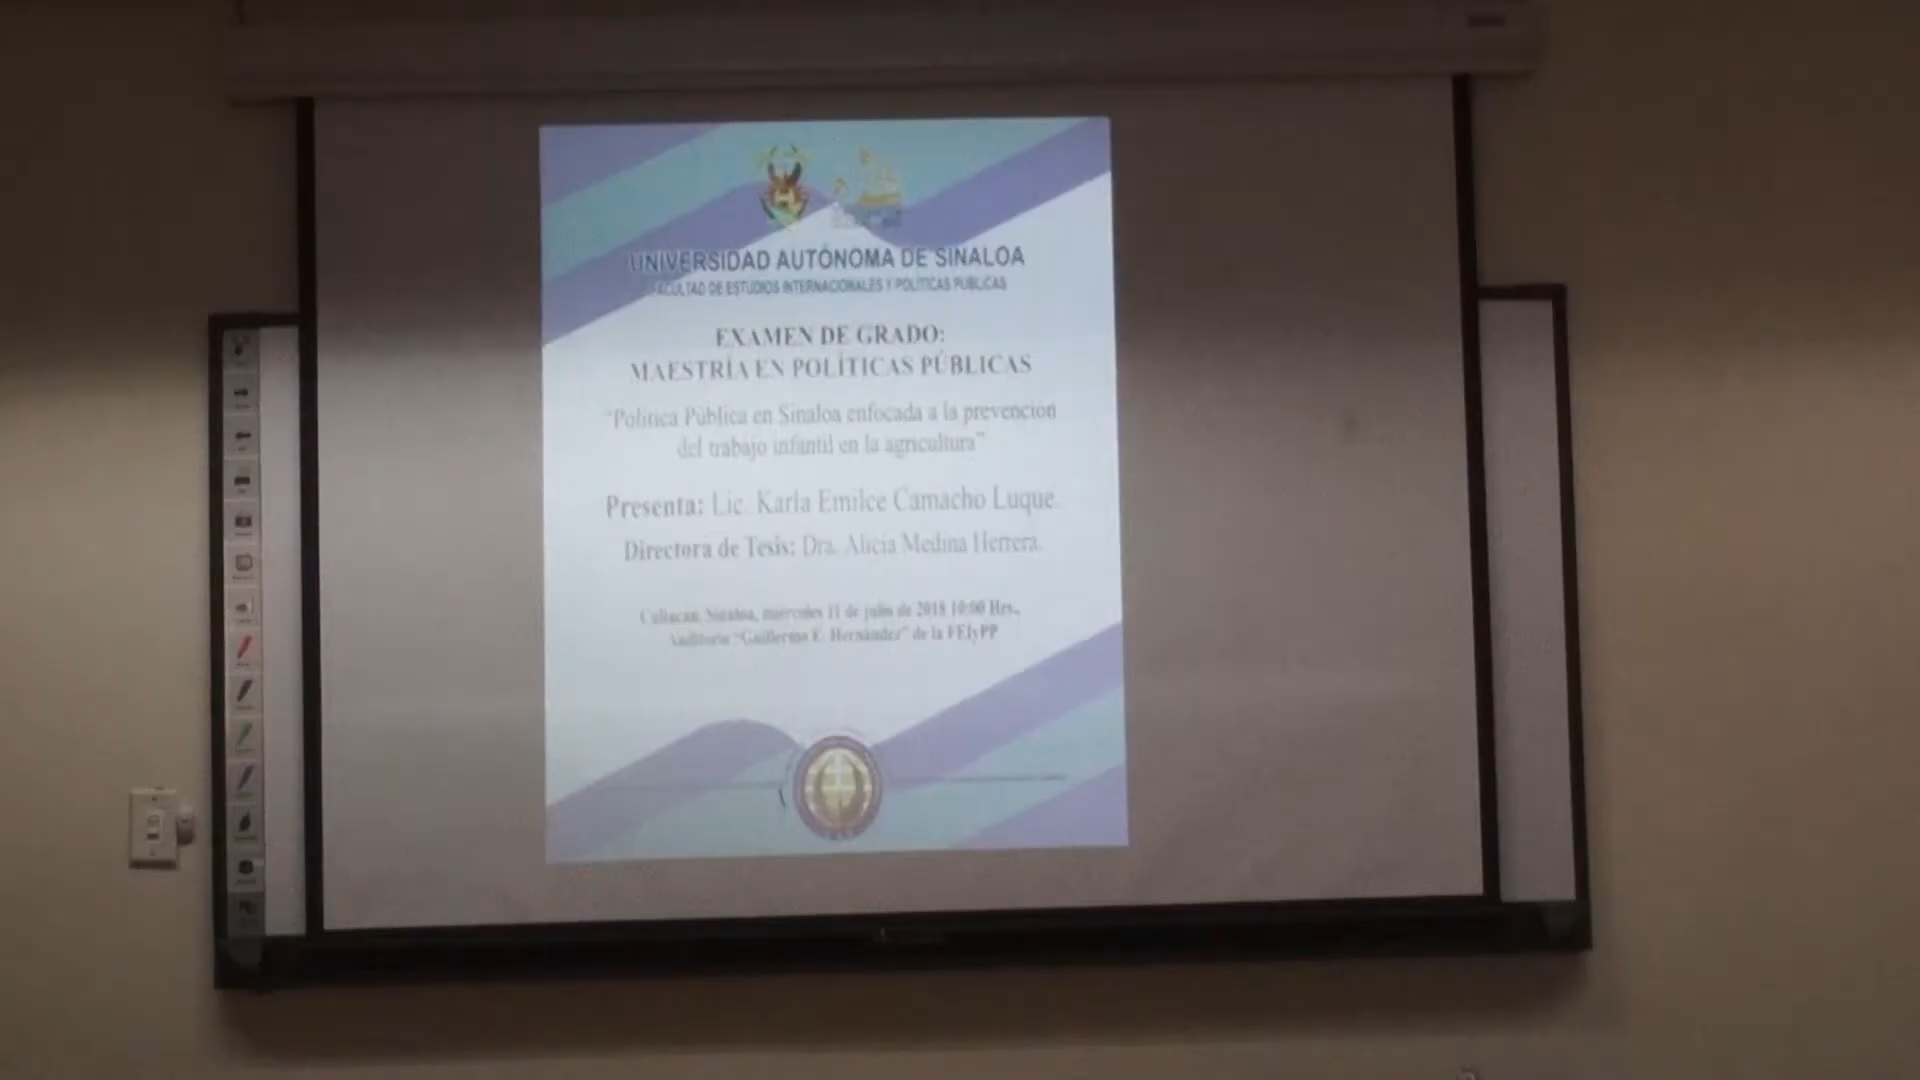 UNIVERSIDAD AUTÓNOMA DE SINALOA
FACULTAD DE ESTUDIOS INTERNACIONALES Y POLÍTICAS PÚBLICAS
EXAMEN DE GRADO:
MAESTRÍA EN POLÍTICAS PÚBLICAS
"Política Pública en Sinaloa enfocada a la prevención
del trabajo infantil en la agricultura"
Presenta: Lic. Karla Emilce Camacho Luque.
Directora de Tesis: Dra. Alicia Medina Herrera.
Culiacán, Sinaloa, miércoles 11 de julio de 2018 10:00 Hrs.,
Auditorio "Guillermo E. Hernández" de la FEIyPP